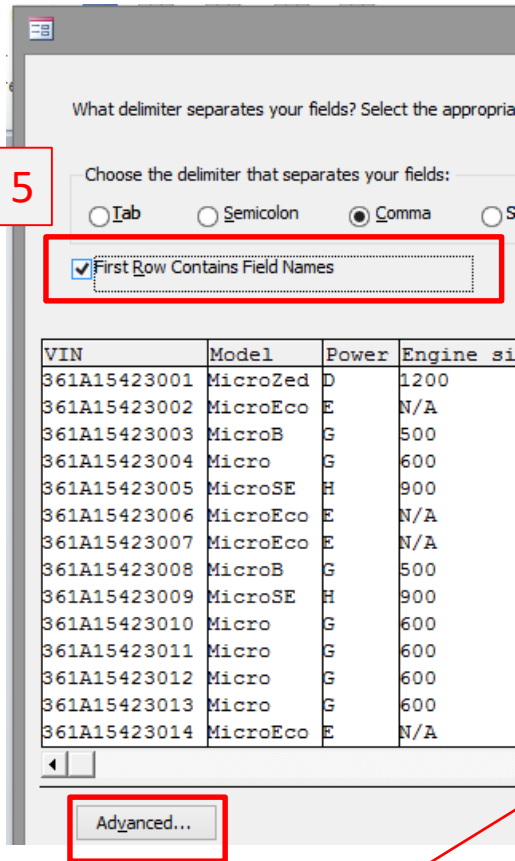 What delimiter separates your fields? Select the appropria
5
Choose the delimiter that separates your fields:
Tab Semicolon Comma S
First Row Contains Field Names
VIN Model Power Engine si
361A15423001 MicroZed D 1200
361A15423002 MicroEco E N/A
361A15423003 MicroB G 500
361A15423004 Micro G 600
361A15423005 MicroSE H 900
361A15423006 MicroEco E N/A
361A15423007 MicroEco E N/A
361A15423008 MicroB G 500
361A15423009 MicroSE H 900
361A15423010 Micro G 600
361A15423011 Micro G 600
361A15423012 Micro G 600
361A15423013 Micro G 600
361A15423014 MicroEco E N/A
Advanced...